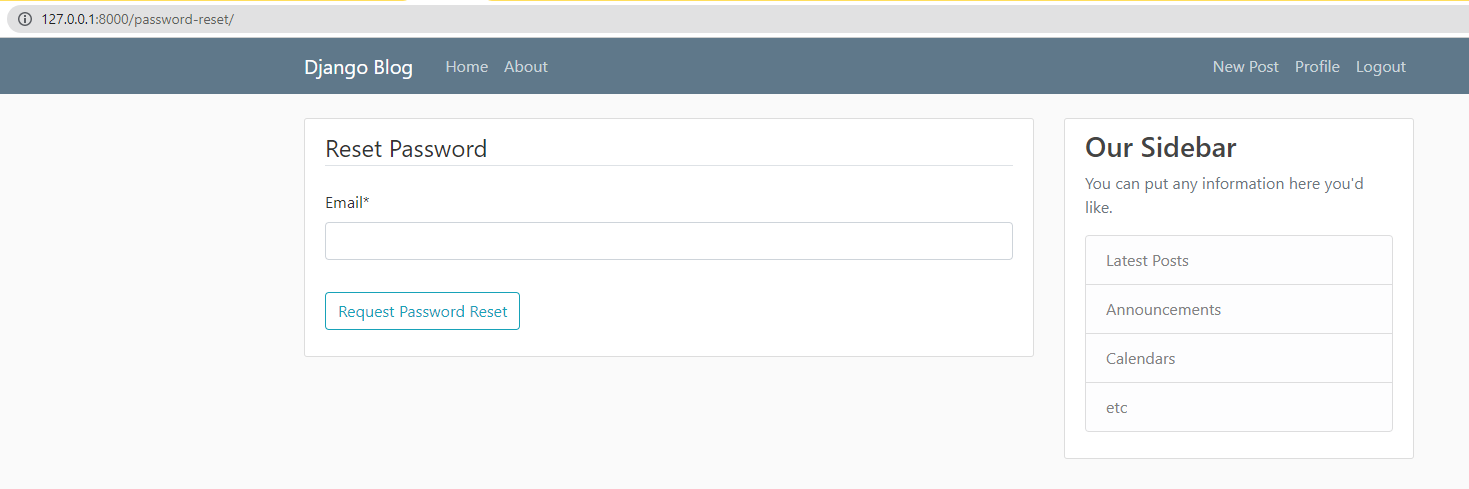 127.0.0.1:8000/password-reset/
Django Blog Home About New Post Profile Logout
Reset Password
Email*
Request Password Reset
Our Sidebar
You can put any information here you'd
like.
Latest Posts
Announcements
Calendars
etc